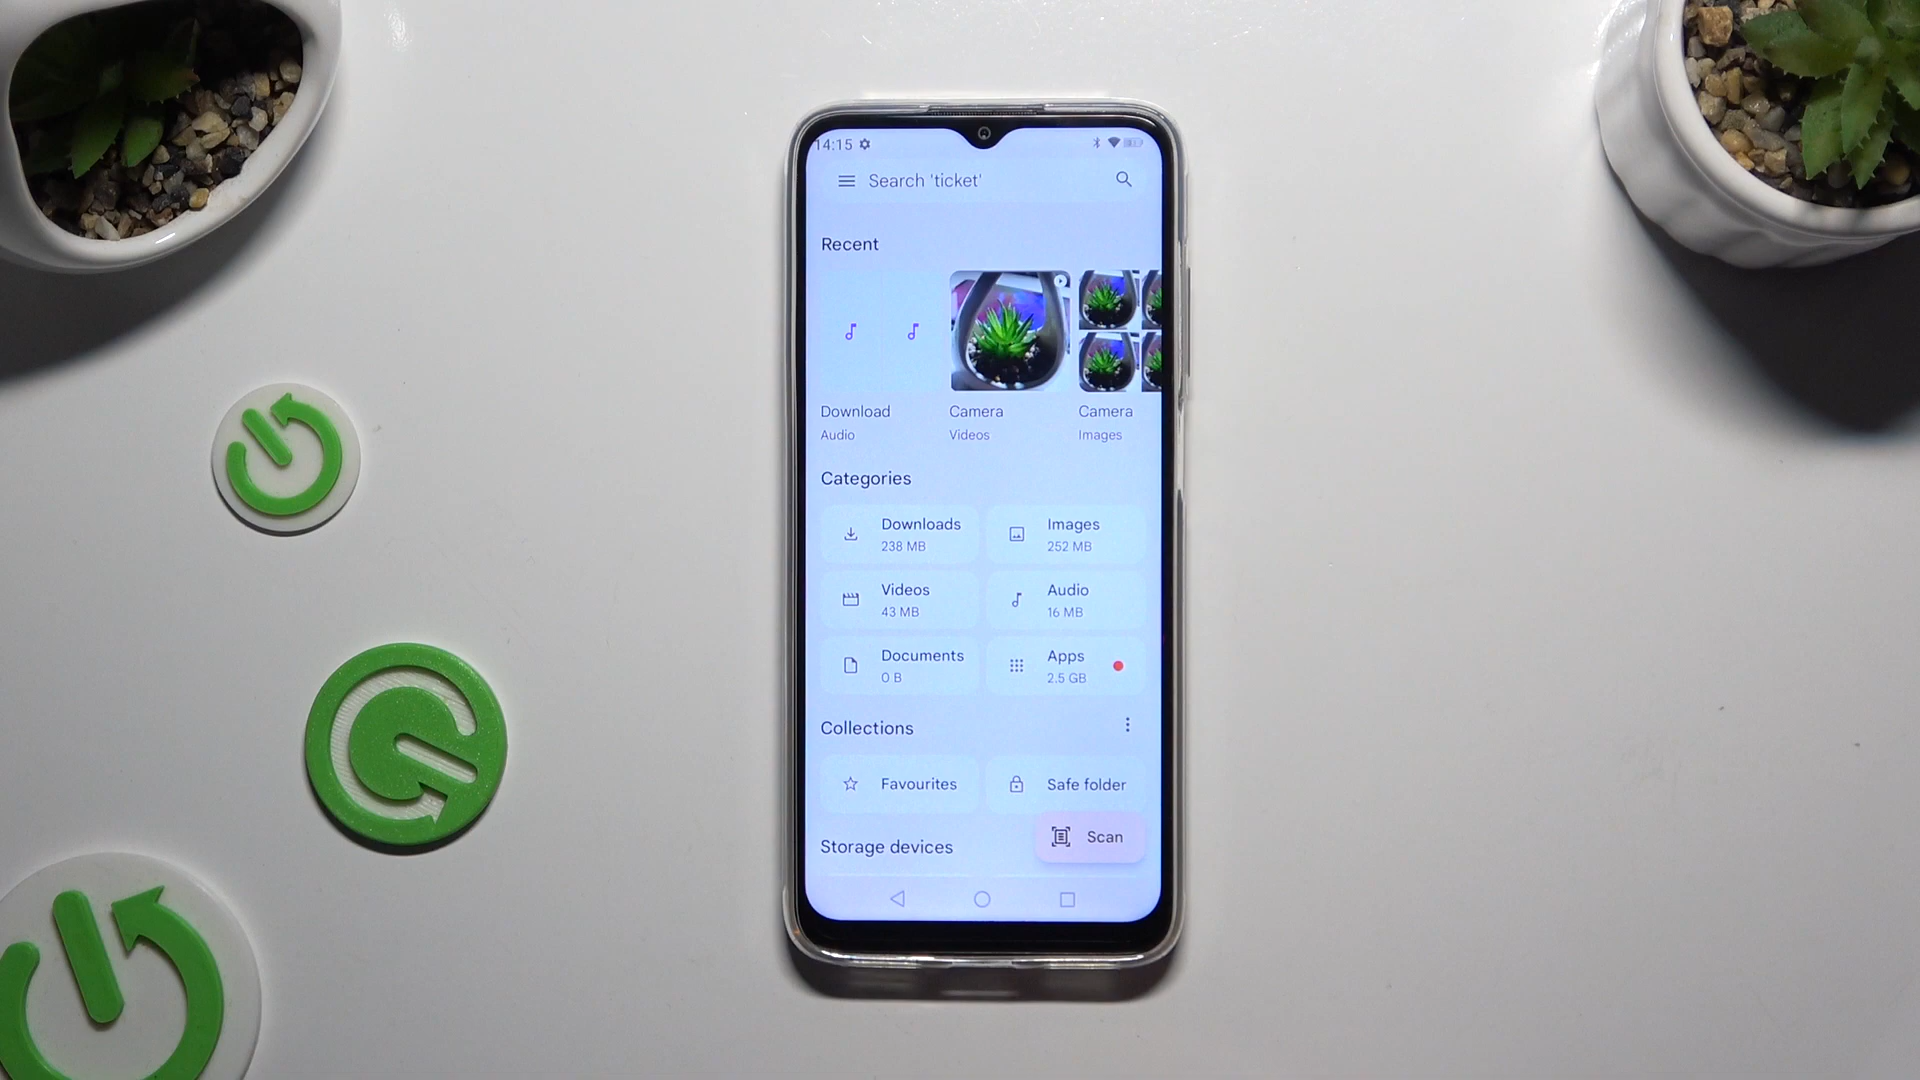 14:15
Search 'ticket'
Recent
Download
Audio
Camera
Videos
Camera
Images
Categories
Downloads
238 MB
Images
252 MB
Videos
43 MB
Audio
16 MB
Documents
0 B
Apps
2.5 GB
Collections
Favourites
Safe folder
Storage devices
Scan